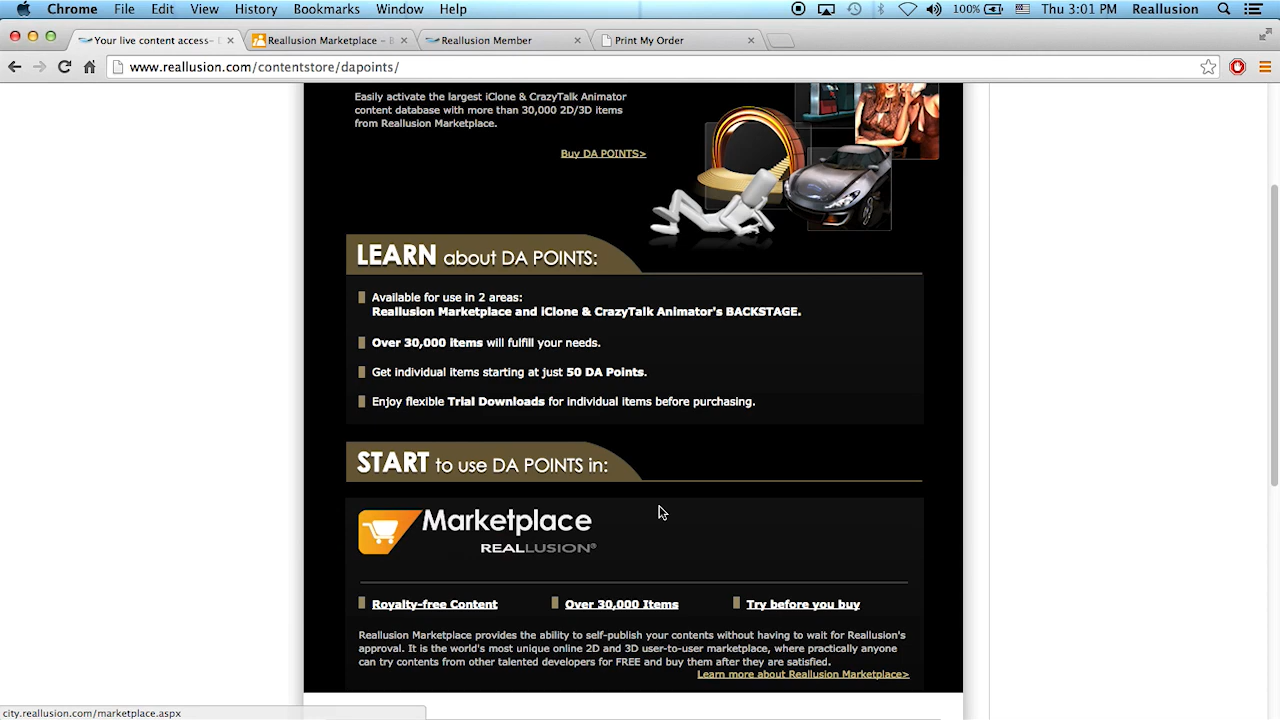 Chrome File Edit View History Bookmarks Window Help 100% Thu 3:01 PM Reallusion
Your live content access– Reallusion Marketplace – B Reallusion Member Print My Order
www.reallusion.com/contentstore/dapoints/
Easily activate the largest iClone & CrazyTalk Animator
content database with more than 30,000 2D/3D items
from Reallusion Marketplace.
Buy DA POINTS>
LEARN about DA POINTS:
Available for use in 2 areas:
Reallusion Marketplace and iClone & CrazyTalk Animator's BACKSTAGE.
Over 30,000 items will fulfill your needs.
Get individual items starting at just 50 DA Points.
Enjoy flexible Trial Downloads for individual items before purchasing.
START to use DA POINTS in:
Marketplace
REALLUSION®
Royalty-free Content Over 30,000 Items Try before you buy
Reallusion Marketplace provides the ability to self-publish your contents without having to wait for Reallusion's
approval. It is the world's most unique online 2D and 3D user-to-user marketplace, where practically anyone
can try contents from other talented developers for FREE and buy them after they are satisfied.
Learn more about Reallusion Marketplace>
city.reallusion.com/marketplace.aspx